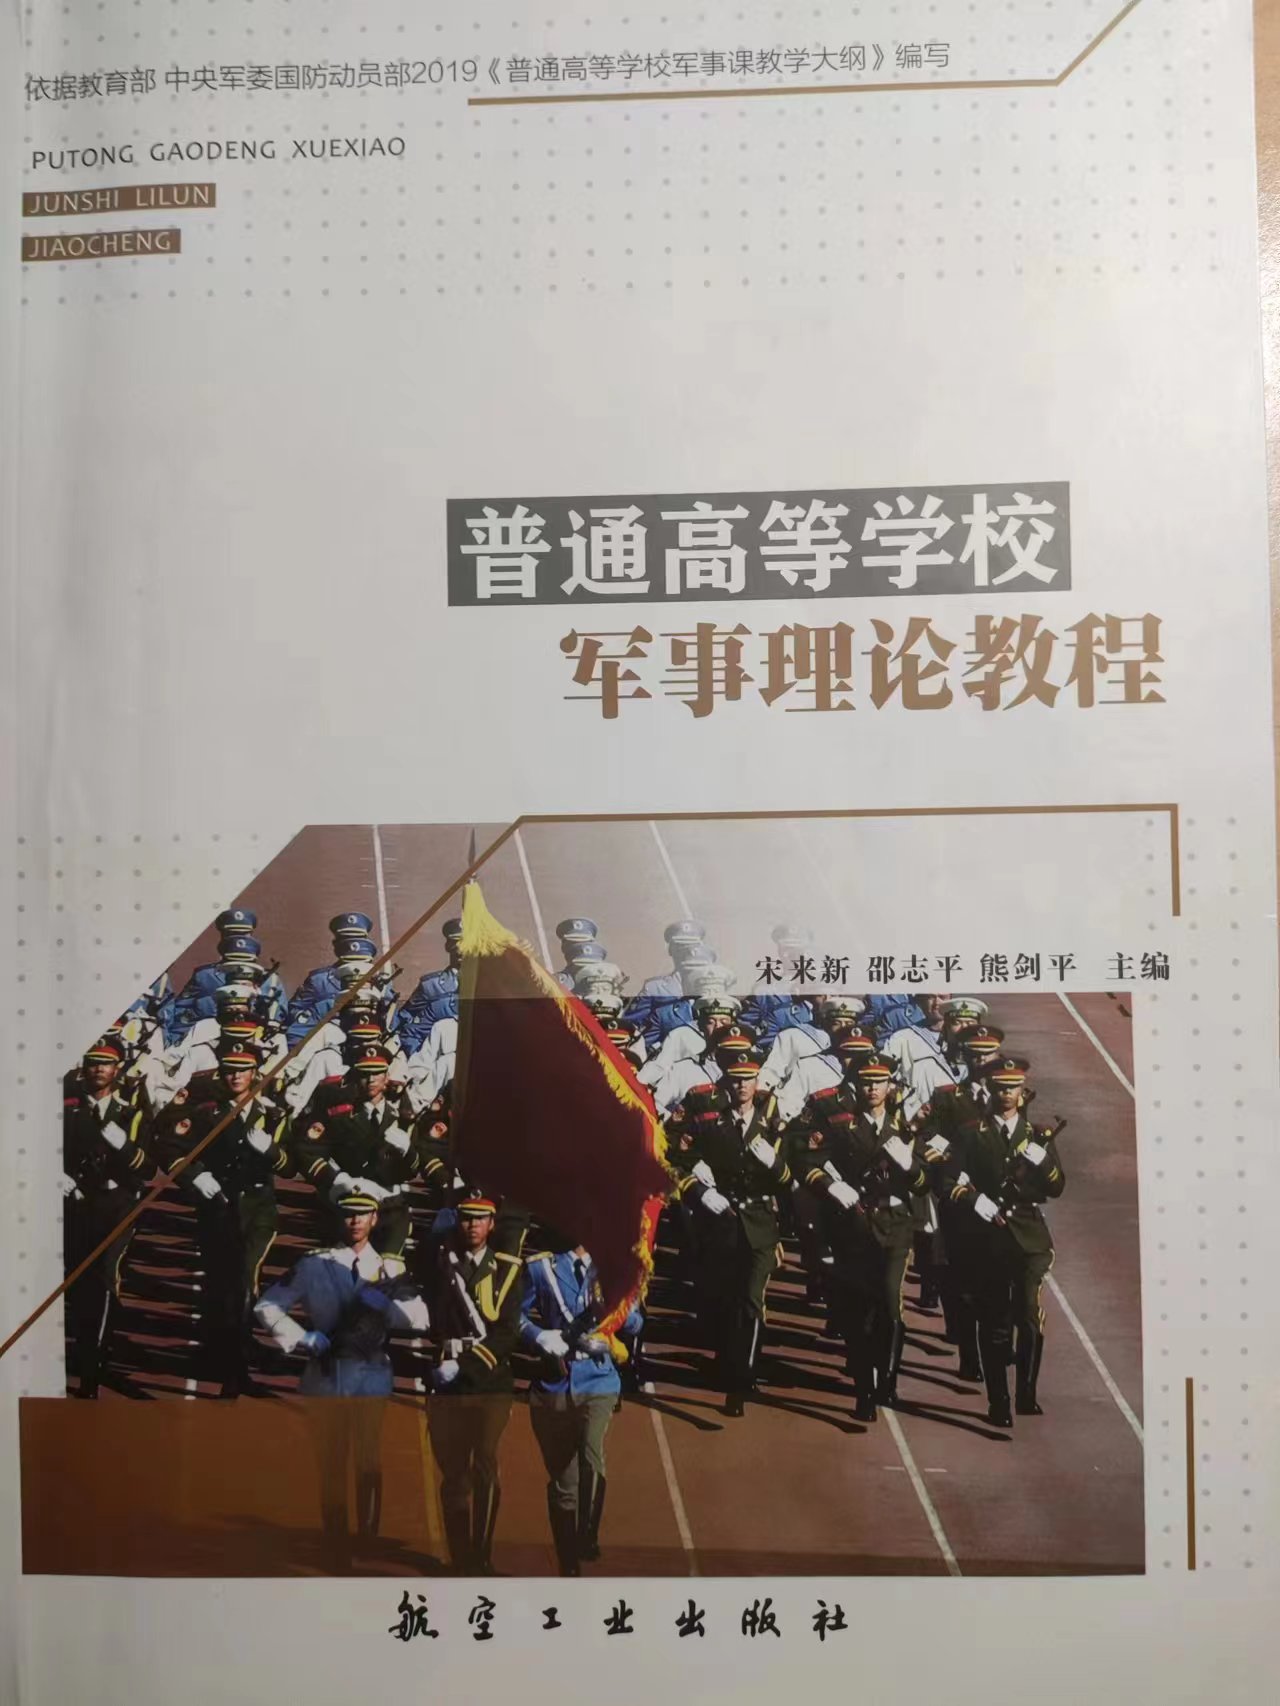 依据教育部 中央军委国防动员部2019《普通高等学校军事课教学大纲》编写
PUTONG GAODENG XUEXIAO
JUNSHI LILUN
JIAOCHENG
普通高等学校
军事理论教程
宋来新 邵志平 熊剑平 主编
航空工业出版社